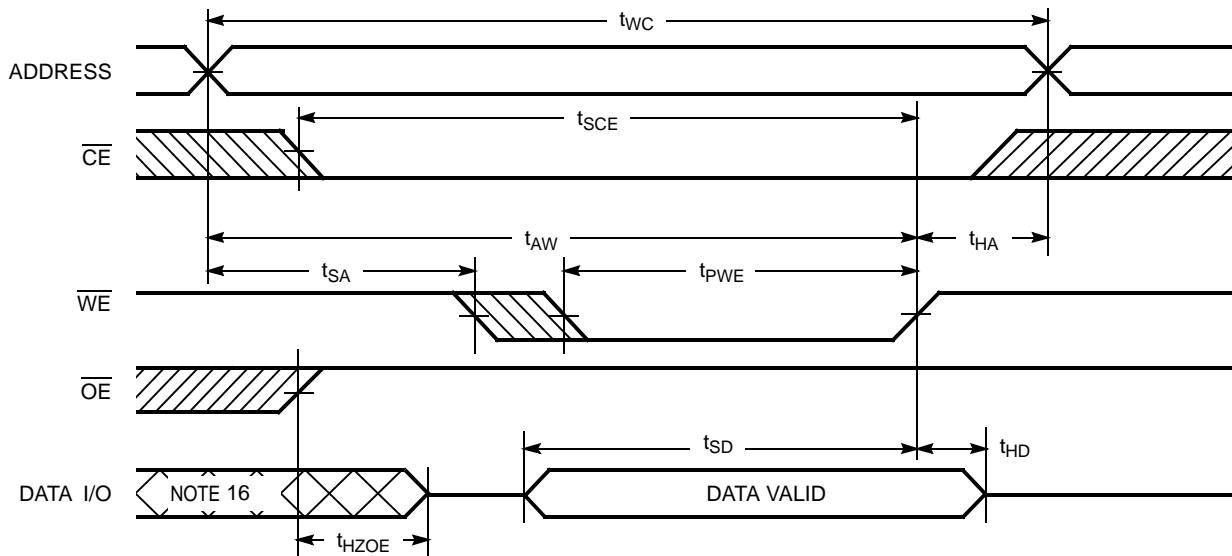 tWC
ADDRESS
tSCE
CE
tAW
tHA
tSA
tPWE
WE
OE
tSD
tHD
DATA I/O
NOTE 16
DATA VALID
tHZOE